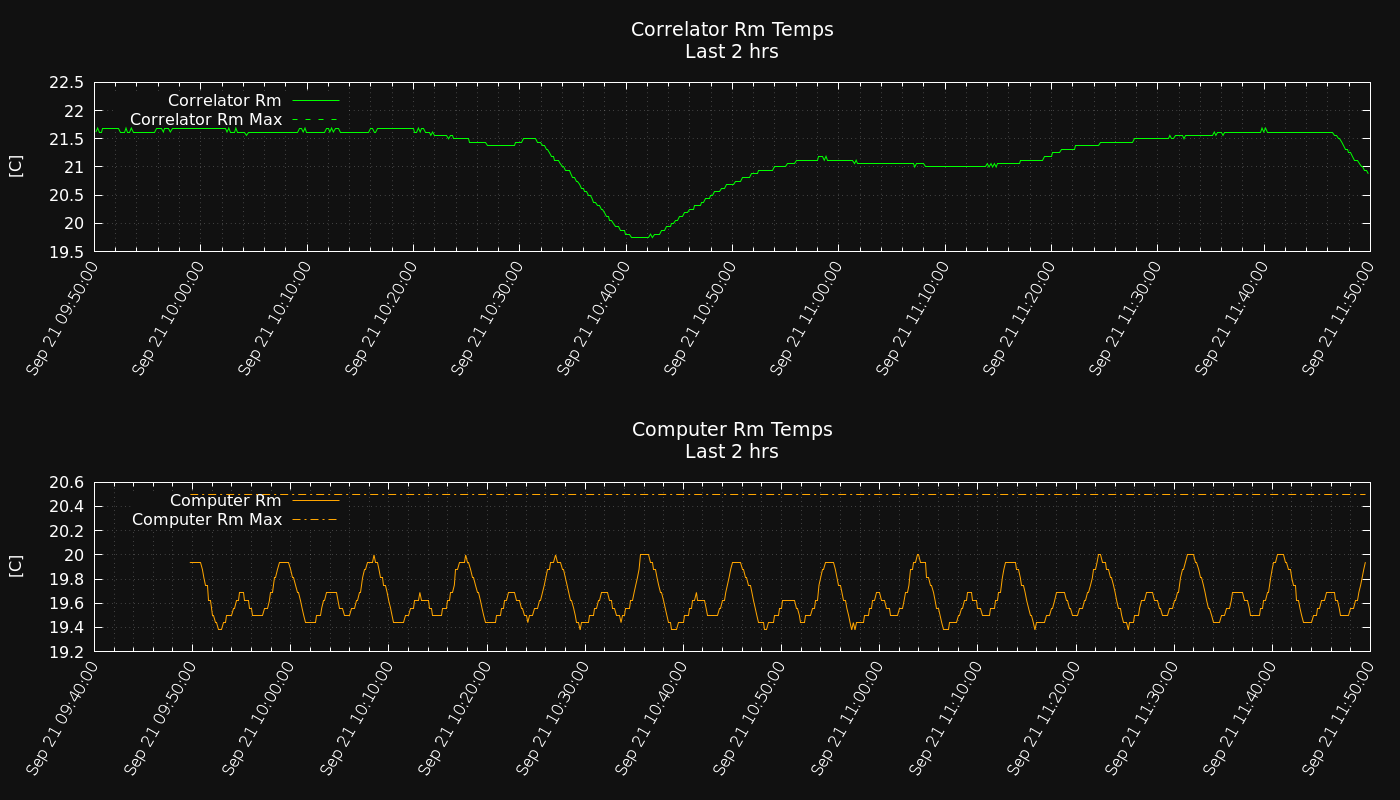 Correlator Rm Temps
Last 2 hrs
22.5
22
21.5
21
20.5
20
19.5
[C]
Correlator Rm
Correlator Rm Max
Sep 21 09:50:00
Sep 21 10:00:00
Sep 21 10:10:00
Sep 21 10:20:00
Sep 21 10:30:00
Sep 21 10:40:00
Sep 21 10:50:00
Sep 21 11:00:00
Sep 21 11:10:00
Sep 21 11:20:00
Sep 21 11:30:00
Sep 21 11:40:00
Sep 21 11:50:00
Computer Rm Temps
Last 2 hrs
20.6
20.4
20.2
20
19.8
19.6
19.4
19.2
[C]
Computer Rm
Computer Rm Max
Sep 21 09:40:00
Sep 21 09:50:00
Sep 21 10:00:00
Sep 21 10:10:00
Sep 21 10:20:00
Sep 21 10:30:00
Sep 21 10:40:00
Sep 21 10:50:00
Sep 21 11:00:00
Sep 21 11:10:00
Sep 21 11:20:00
Sep 21 11:30:00
Sep 21 11:40:00
Sep 21 11:50:00